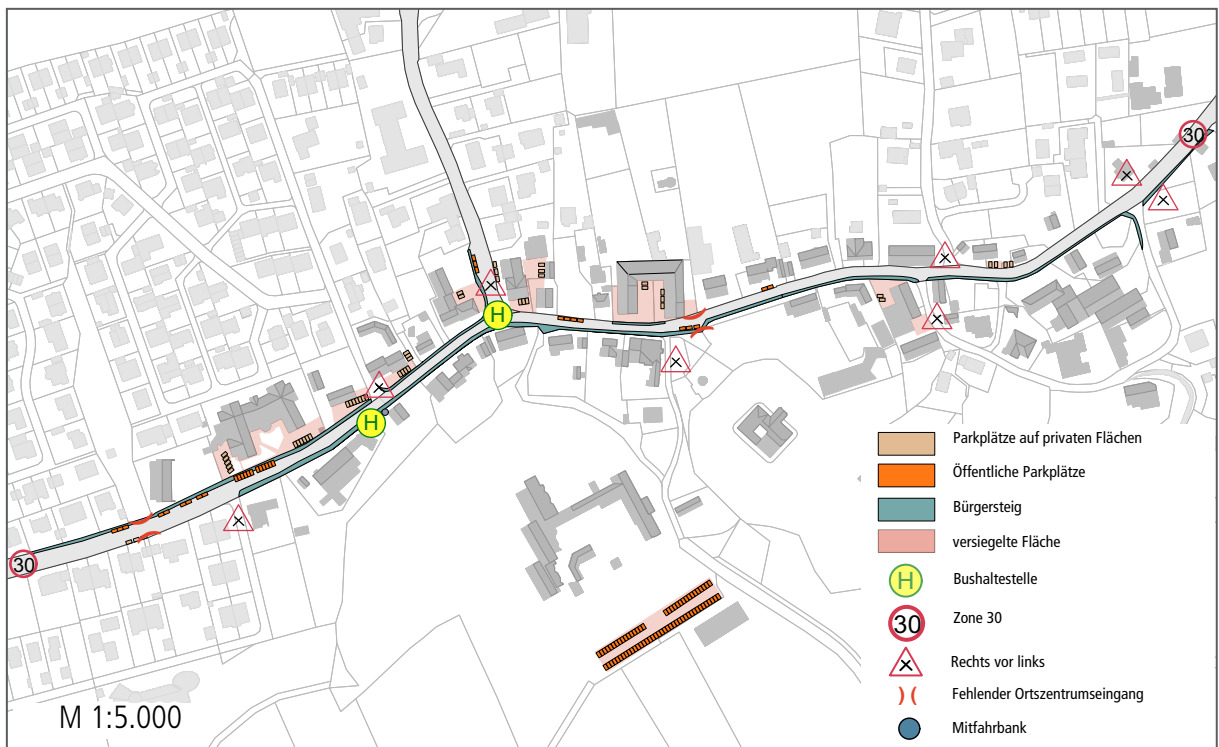 30
H
H
30
Parkplätze auf privaten Flächen
Öffentliche Parkplätze
Bürgersteig
versiegelte Fläche
H Bushaltestelle
30 Zone 30
Rechts vor links
Fehlender Ortszentrumseingang
Mitfahrbank
M 1:5.000